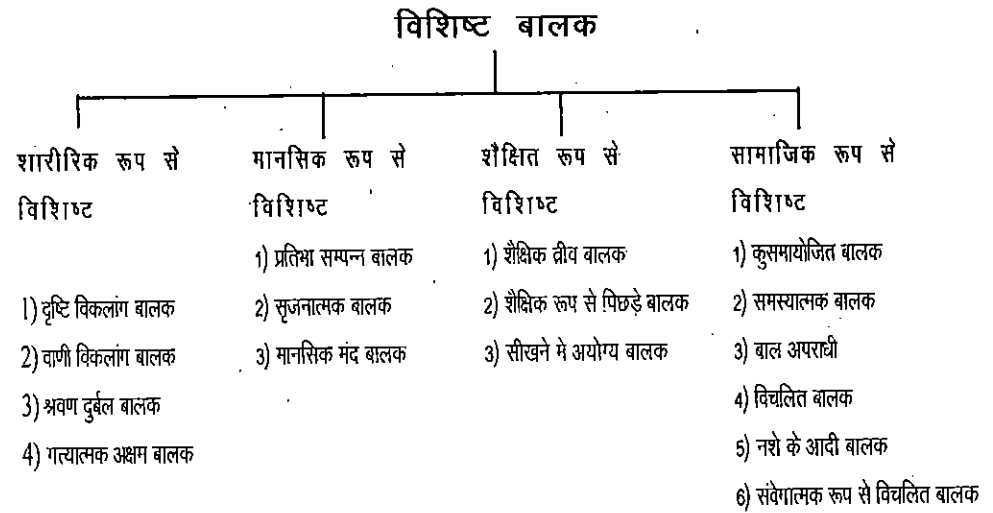 विशिष्ट बालक
शारीरिक रूप से
विशिष्ट
1) दृष्टि विकलांग बालक
2) वाणी विकलांग बालक
3) श्रवण दुर्बल बालक
4) गत्यात्मक अक्षम बालक
मानसिक रूप से
विशिष्ट
1) प्रतिभा सम्पन्न बालक
2) सृजनात्मक बालक
3) मानसिक मंद बालक
शैक्षित रूप से
विशिष्ट
1) शैक्षिक व्रीव बालक
2) शैक्षिक रूप से पिछड़े बालक
3) सीखने मे अयोग्य बालक
सामाजिक रूप से
विशिष्ट
1) कुसमायोजित बालक
2) समस्यात्मक बालक
3) बाल अपराधी
4) विचलित बालक
5) नशे के आदी बालक
6) संवेगात्मक रूप से विचलित बालक